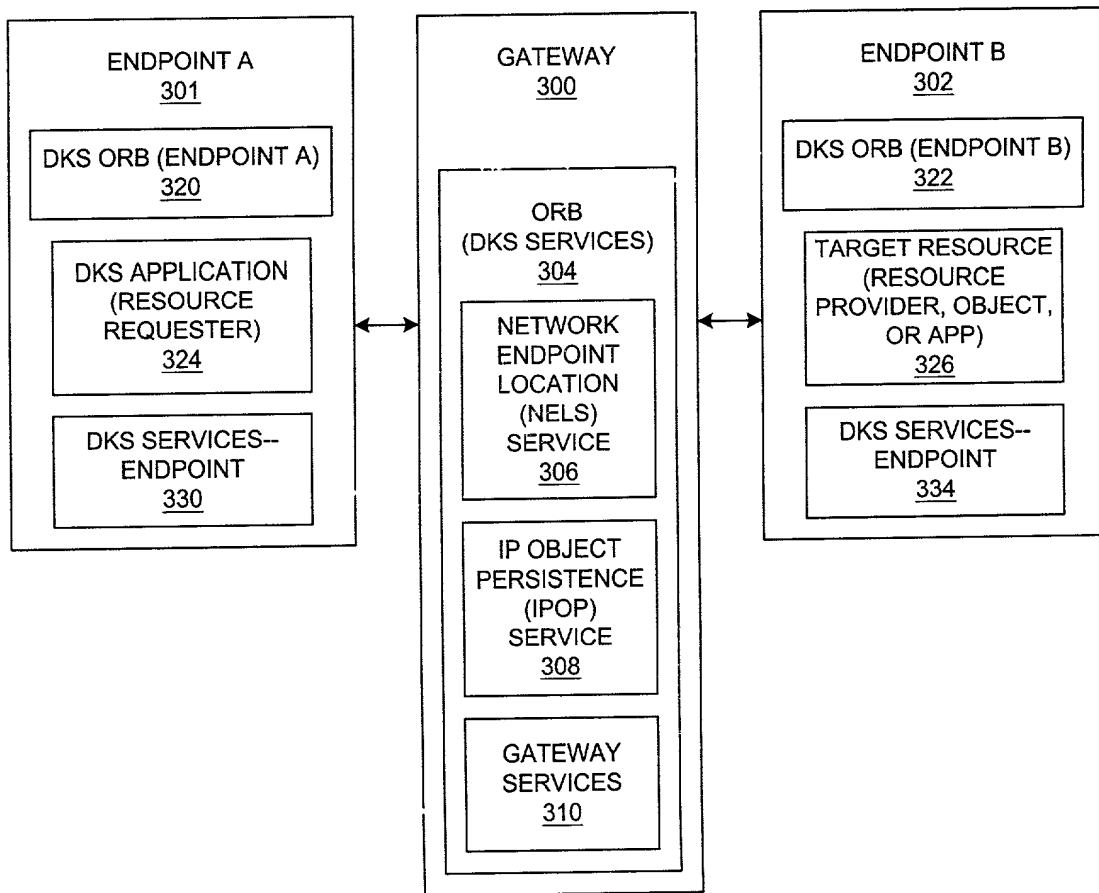 ENDPOINT A
301
DKS ORB (ENDPOINT A)
320
DKS APPLICATION
(RESOURCE
REQUESTER)
324
DKS SERVICES--
ENDPOINT
330
GATEWAY
300
ORB
(DKS SERVICES)
304
NETWORK
ENDPOINT
LOCATION
(NELS)
SERVICE
306
IP OBJECT
PERSISTENCE
(IPOP)
SERVICE
308
GATEWAY
SERVICES
310
ENDPOINT B
302
DKS ORB (ENDPOINT B)
322
TARGET RESOURCE
(RESOURCE
PROVIDER, OBJECT,
OR APP)
326
DKS SERVICES--
ENDPOINT
334